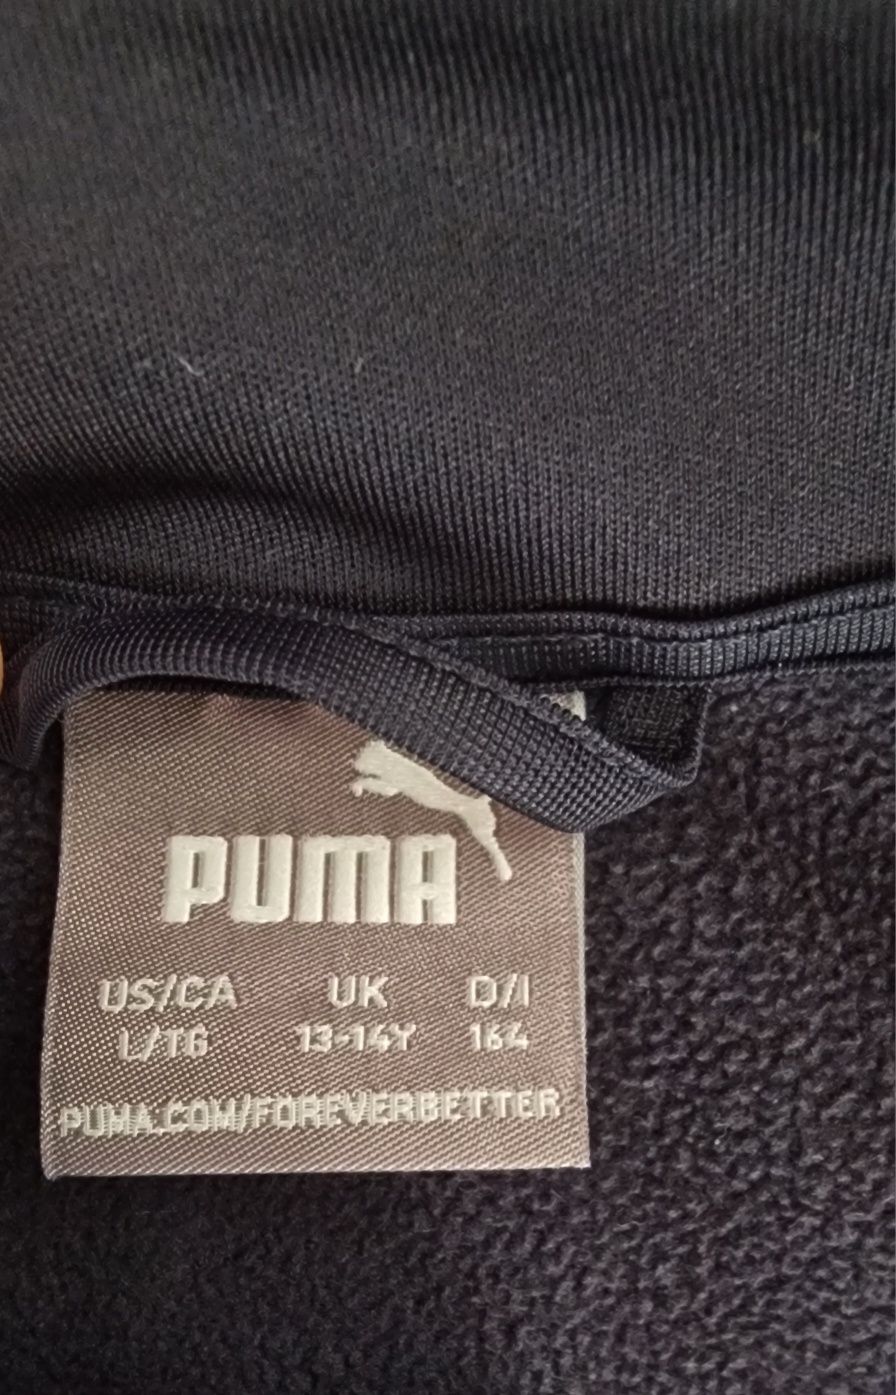 PUMA
US/CA UK D/I
L/TG 13-14Y 164
PUMA.COM/FOREVERBETTER